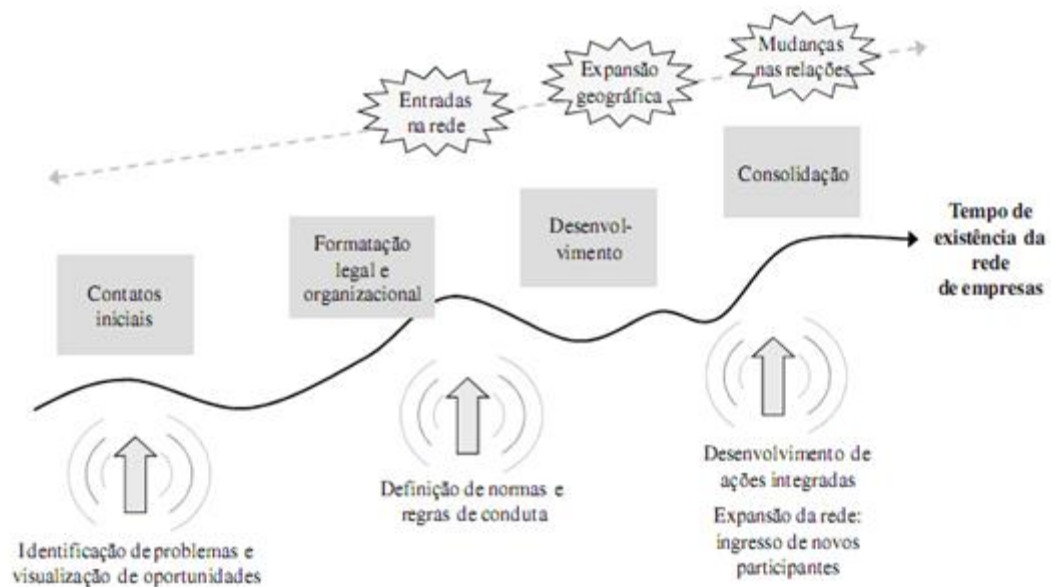 Mudanças
nas relações
Expansão
geográfica
Entradas
na rede
Consolidação
Desenvol-
vimento
Formatação
legal e
organizacional
Contatos
iniciais
Tempo de
existência da
rede
de empresas
Identificação de problemas e
visualização de oportunidades
Definição de normas e
regras de conduta
Desenvolvimento de
ações integradas
Expansão da rede:
ingresso de novos
participantes